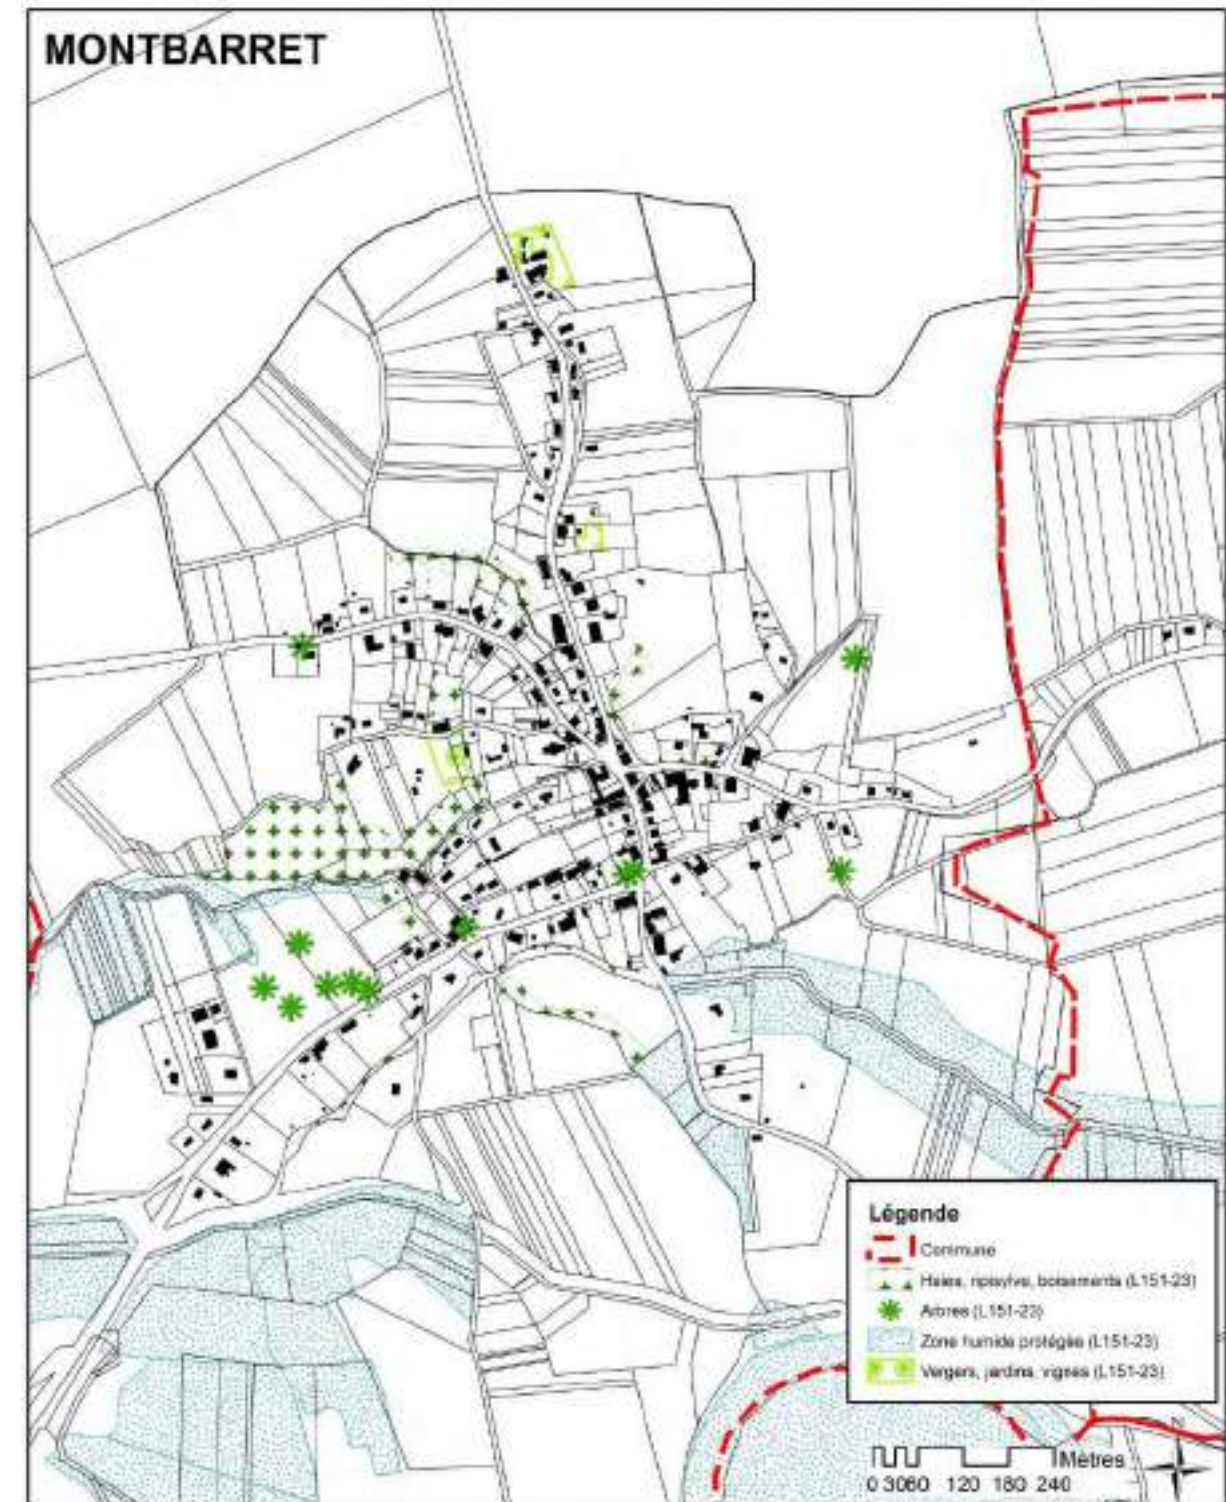 MONTBARRET
Légende
Commune
Haies, ripisylve, boisements (L151-23)
Arbres (L151-23)
Zone humide protégée (L151-23)
Vergers, jardins, vignes (L151-23)
N
Mètres
0 30 60 120 180 240